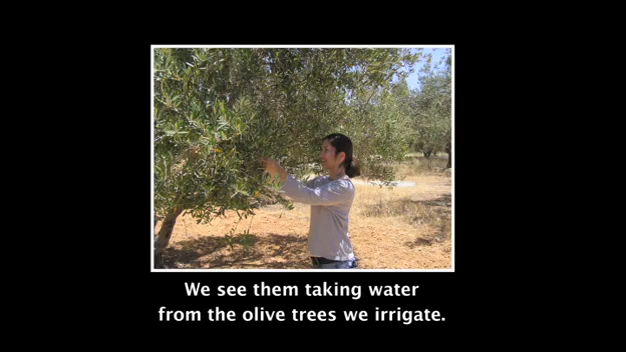 We see them taking water
from the olive trees we irrigate.